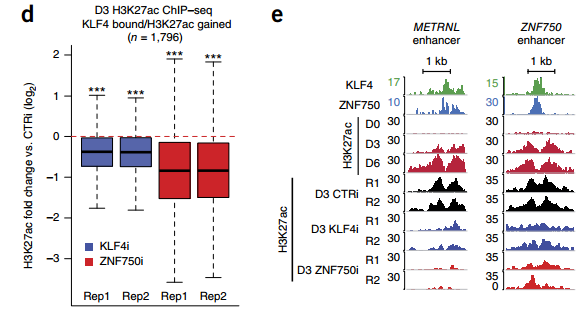 d
D3 H3K27ac ChIP–seq
KLF4 bound/H3K27ac gained
(n = 1,796)
H3K27ac fold change vs. CTRi (log2)
2
1
0
−1
−2
−3
***
***
***
***
KLF4i
ZNF750i
Rep1 Rep2 Rep1 Rep2
e
METRNL
enhancer
ZNF750
enhancer
1 kb 1 kb
KLF4 17 15
ZNF750 10 30
H3K27ac
D0 30 30
D3 30 30
D6 30 30
H3K27ac
D3 CTRi
R1 30 35
R2 30 35
D3 KLF4i
R1 30 35
R2 30 35
D3 ZNF750i
R1 30 35
R2 30 35
0